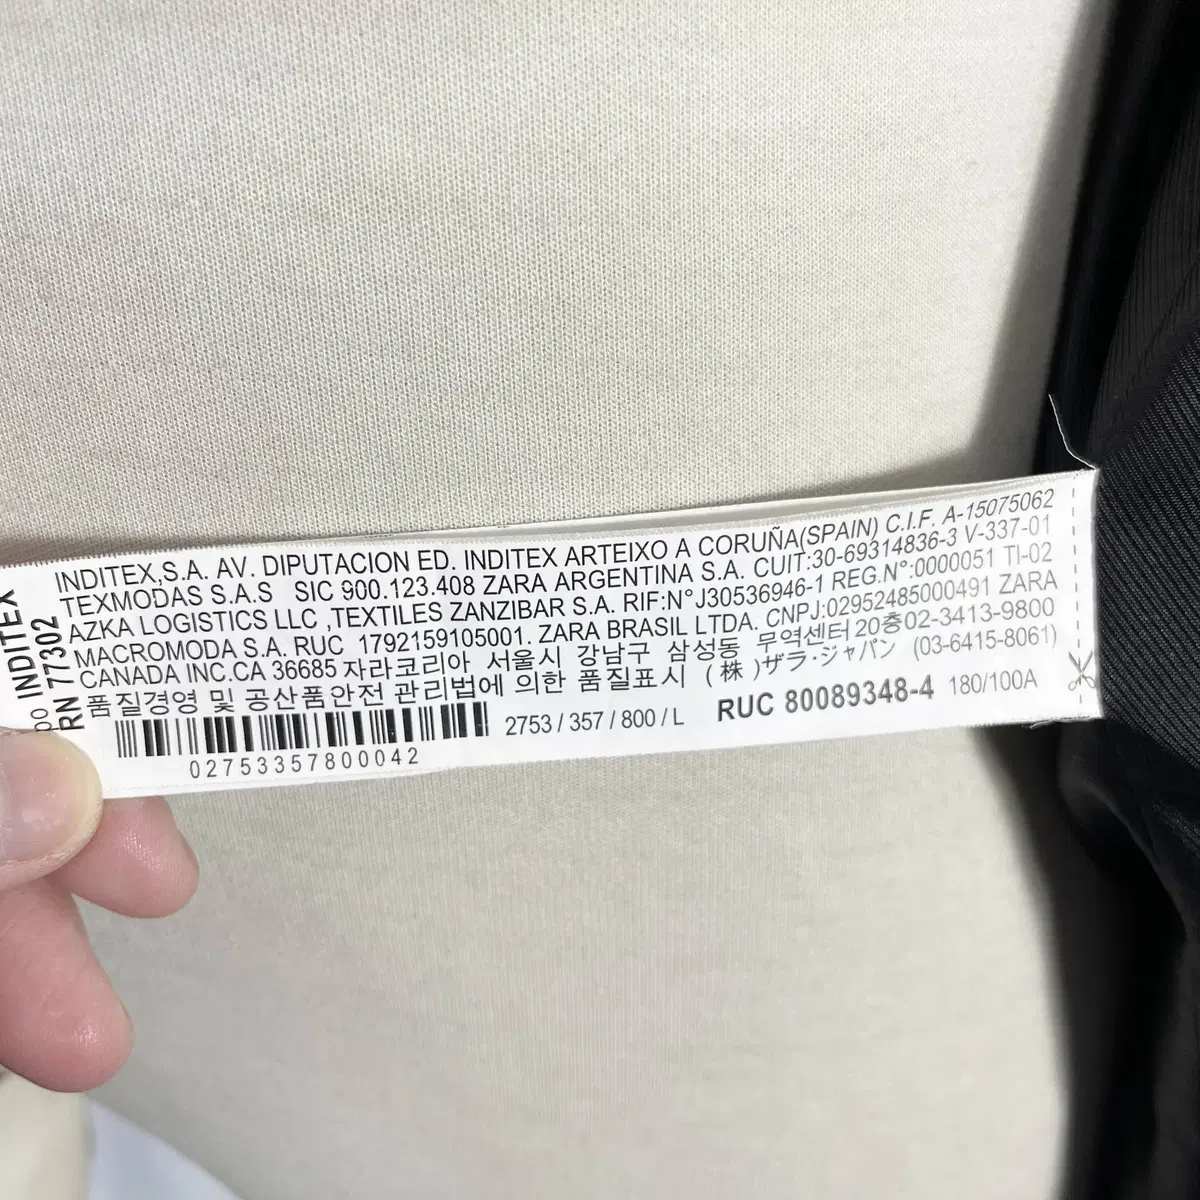 INDITEX
RN 77302
INDITEX,S.A. AV. DIPUTACION ED. INDITEX ARTEIXO A CORUÑA(SPAIN) C.I.F. A-15075062
TEXMODAS S.A.S SIC 900.123.408 ZARA ARGENTINA S.A. CUIT:30-69314836-3 V-337-01
AZKA LOGISTICS LLC ,TEXTILES ZANZIBAR S.A. RIF:N°J30536946-1 REG.N°:0000051 TI-02
MACROMODA S.A. RUC 1792159105001. ZARA BRASIL LTDA. CNPJ:02952485000491 ZARA
CANADA INC.CA 36685 자라코리아 서울시 강남구 삼성동 무역센터20층02-3413-9800
품질경영 및 공산품안전 관리법에 의한 품질표시 (株)ザラ・ジャパン (03-6415-8061)
2753 / 357 / 800 / L RUC 80089348-4 180/100A
02753357800042